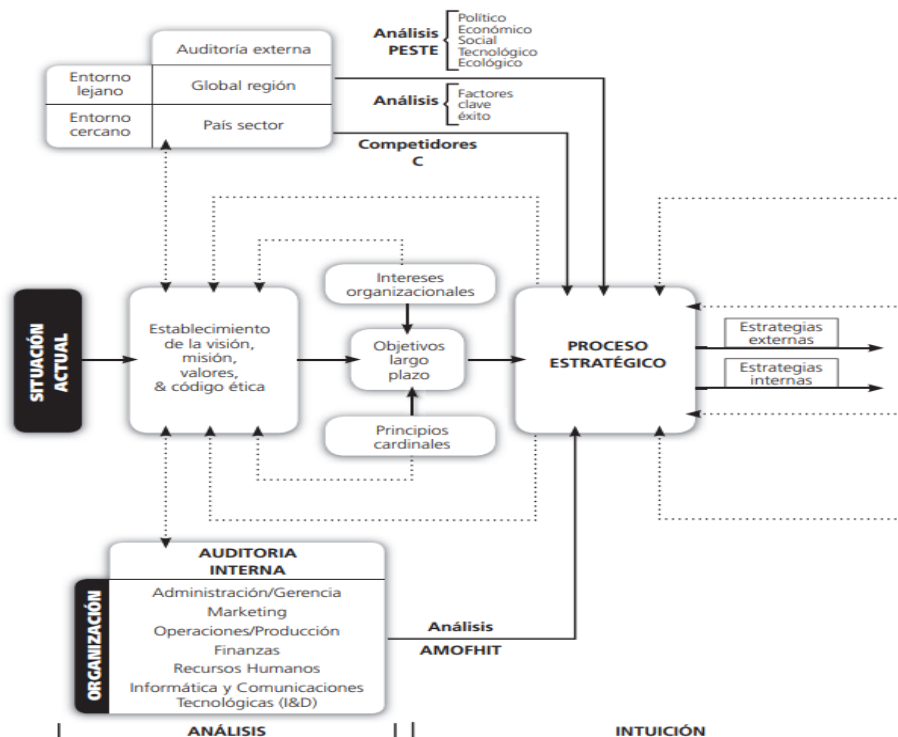 Auditoría externa
Entorno
lejano
Global región
Entorno
cercano
País sector
Análisis
PESTE
Político
Económico
Social
Tecnológico
Ecológico
Análisis
Factores
clave
éxito
Competidores
C
SITUACIÓN
ACTUAL
Establecimiento
de la visión,
misión,
valores,
& código ética
Intereses
organizacionales
Objetivos
largo
plazo
Principios
cardinales
PROCESO
ESTRATÉGICO
Estrategias
externas
Estrategias
internas
ORGANIZACIÓN
AUDITORIA
INTERNA
Administración/Gerencia
Marketing
Operaciones/Producción
Finanzas
Recursos Humanos
Informática y Comunicaciones
Tecnológicas (I&D)
Análisis
AMOFHIT
ANÁLISIS
INTUICIÓN